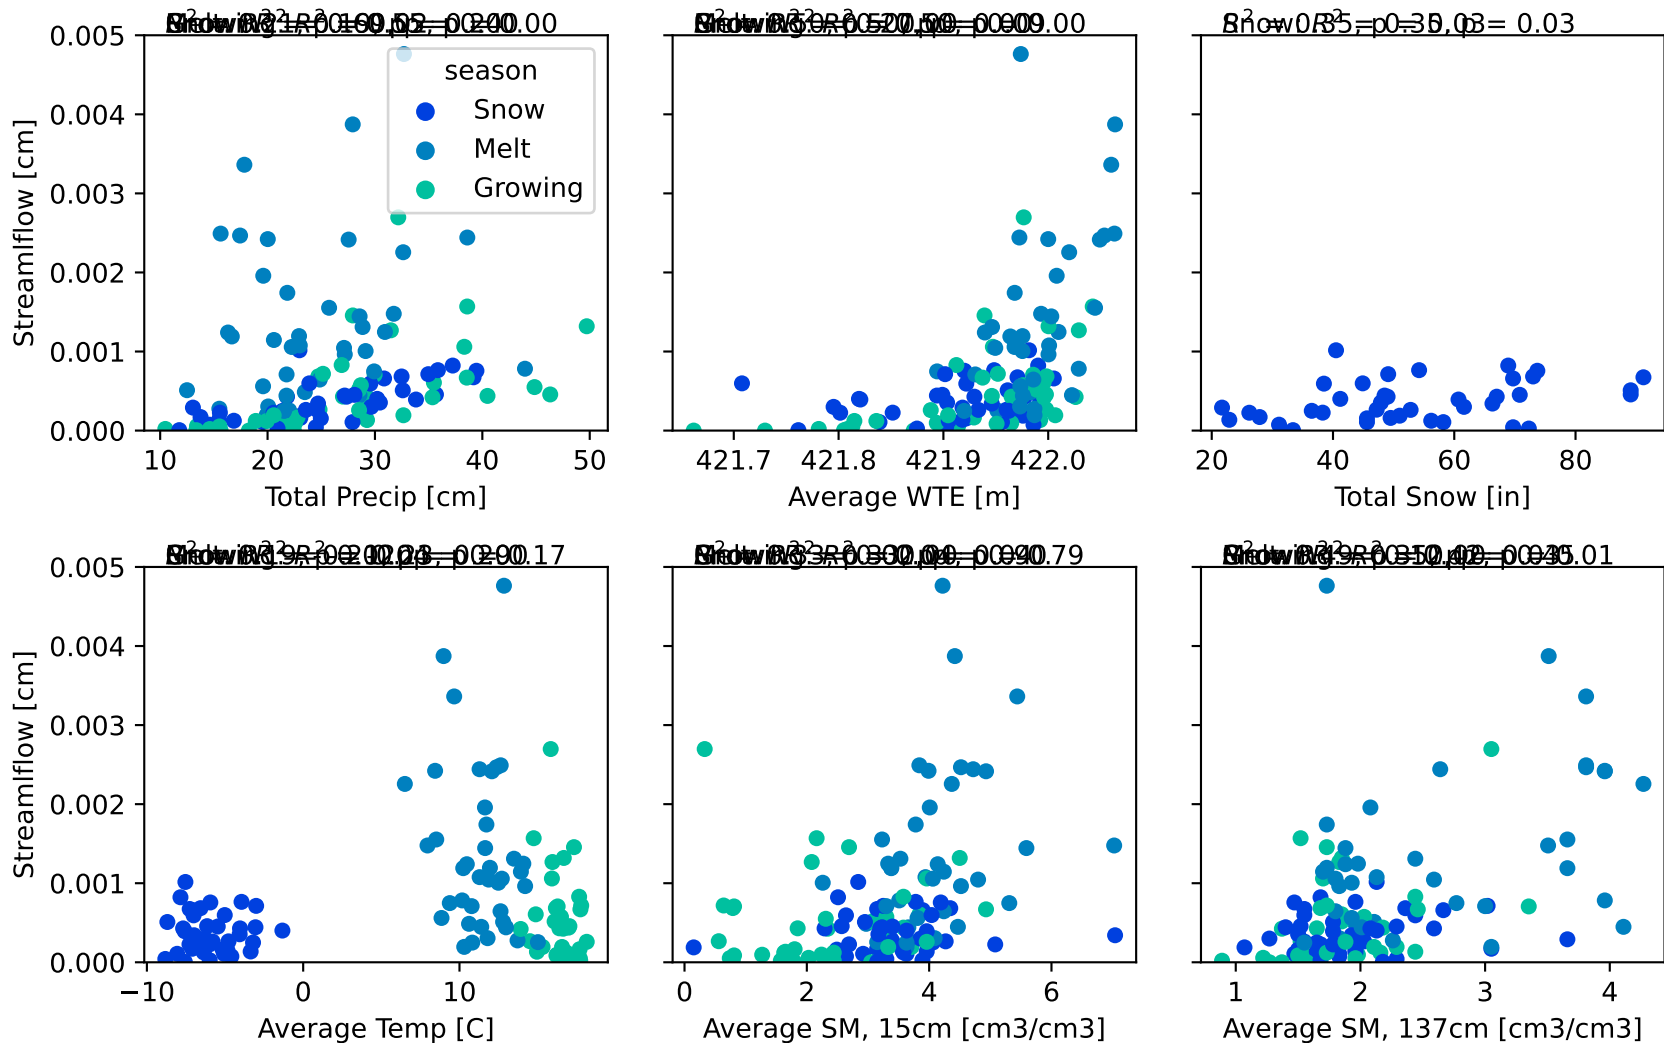 0.005
0.004
0.003
0.002
0.001
0.000
Streamlflow [cm]
season
Snow
Melt
Growing
10 20 30 40 50
Total Precip [cm]
421.7 421.8 421.9 422.0
Average WTE [m]
20 40 60 80
Total Snow [in]
0.005
0.004
0.003
0.002
0.001
0.000
Streamlflow [cm]
−10 0 10
Average Temp [C]
0 2 4 6
Average SM, 15cm [cm3/cm3]
1 2 3 4
Average SM, 137cm [cm3/cm3]